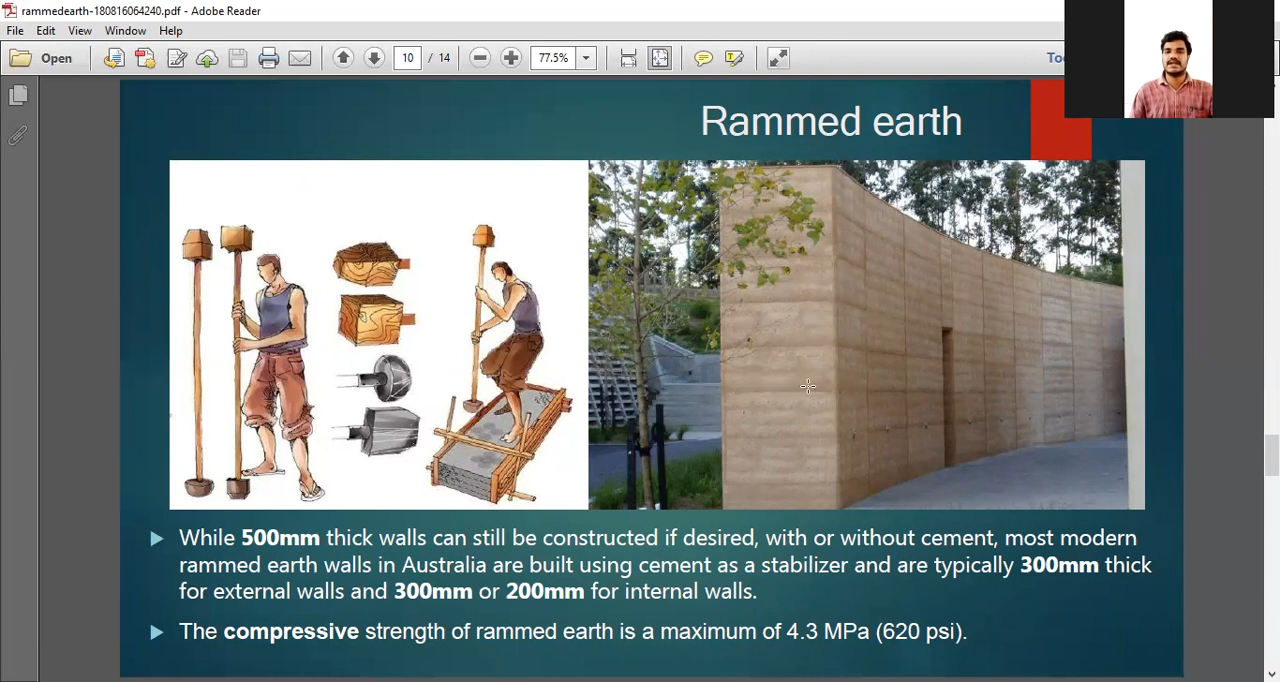 rammedearth-180816064240.pdf - Adobe Reader
File Edit View Window Help
Open 10 / 14 77.5%
Rammed earth
While 500mm thick walls can still be constructed if desired, with or without cement, most modern
rammed earth walls in Australia are built using cement as a stabilizer and are typically 300mm thick
for external walls and 300mm or 200mm for internal walls.
The compressive strength of rammed earth is a maximum of 4.3 MPa (620 psi).